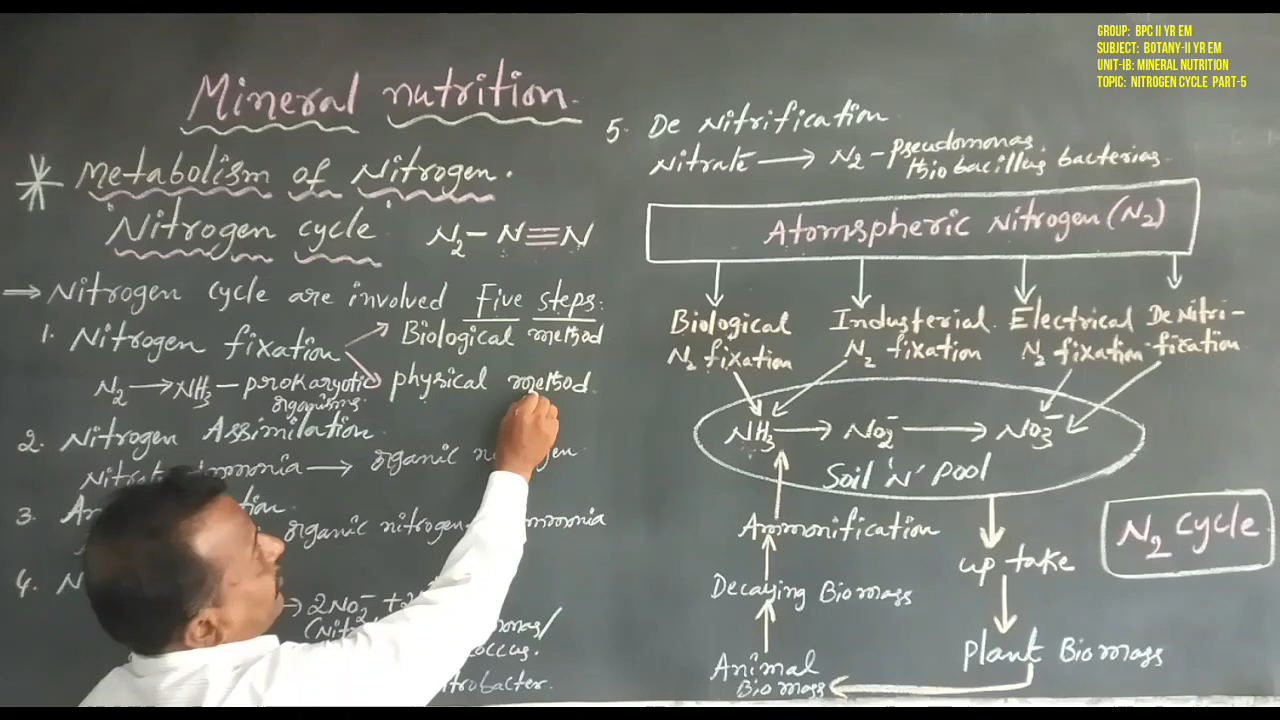 GROUP: BPC II YR EM
SUBJECT: BOTANY-II YR EM
UNIT-IB: MINERAL NUTRITION
TOPIC: NITROGEN CYCLE PART-5
Mineral nutrition.
Metabolism of Nitrogen.
'Nitrogen cycle' N2 - N≡N
→ Nitrogen cycle are involved Five steps:
1. Nitrogen fixation
Biological method
physical method.
N2 → NH3 - prokaryotic
organisms.
2. Nitrogen Assimilation.
→ organic
3.
organic nitrogen
4. N
→ 2NO2- + 2
5. De Nitrification
Nitrate → N2 - pseudomonas.
Thiobacillus bacterias.
Atomspheric Nitrogen (N2)
Biological N2 fixation
Industerial N2 fixation
Electrical N2 fixation
De Nitri-fication
NH3 → NO2- → NO3-
Soil 'N' Pool
Ammonification
Decaying Biomass
Animal Biomass
up take
Plant Biomass
N2 Cycle